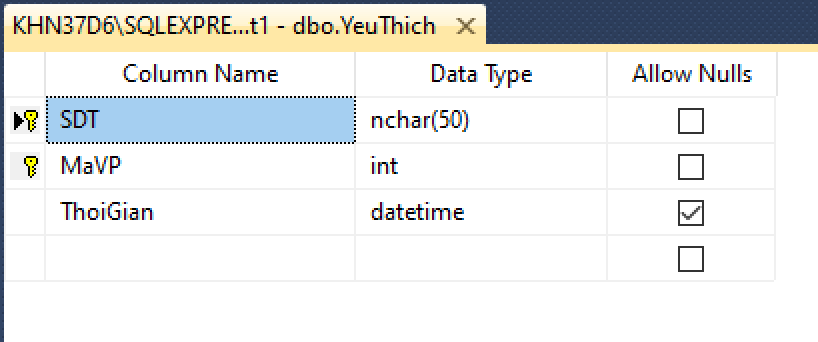 KHN37D6\SQLEXPRE...t1 - dbo.YeuThich
Column Name Data Type Allow Nulls
SDT nchar(50)
MaVP int
ThoiGian datetime